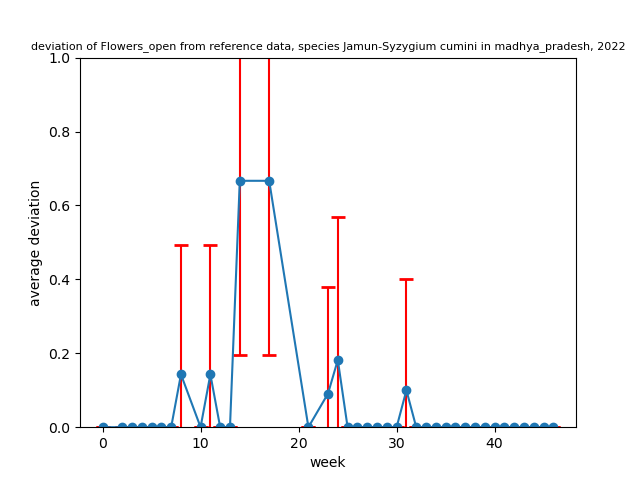 deviation of Flowers_open from reference data, species Jamun-Syzygium cumini in madhya_pradesh, 2022
1.0
0.8
0.6
0.4
0.2
0.0
average deviation
0 10 20 30 40
week